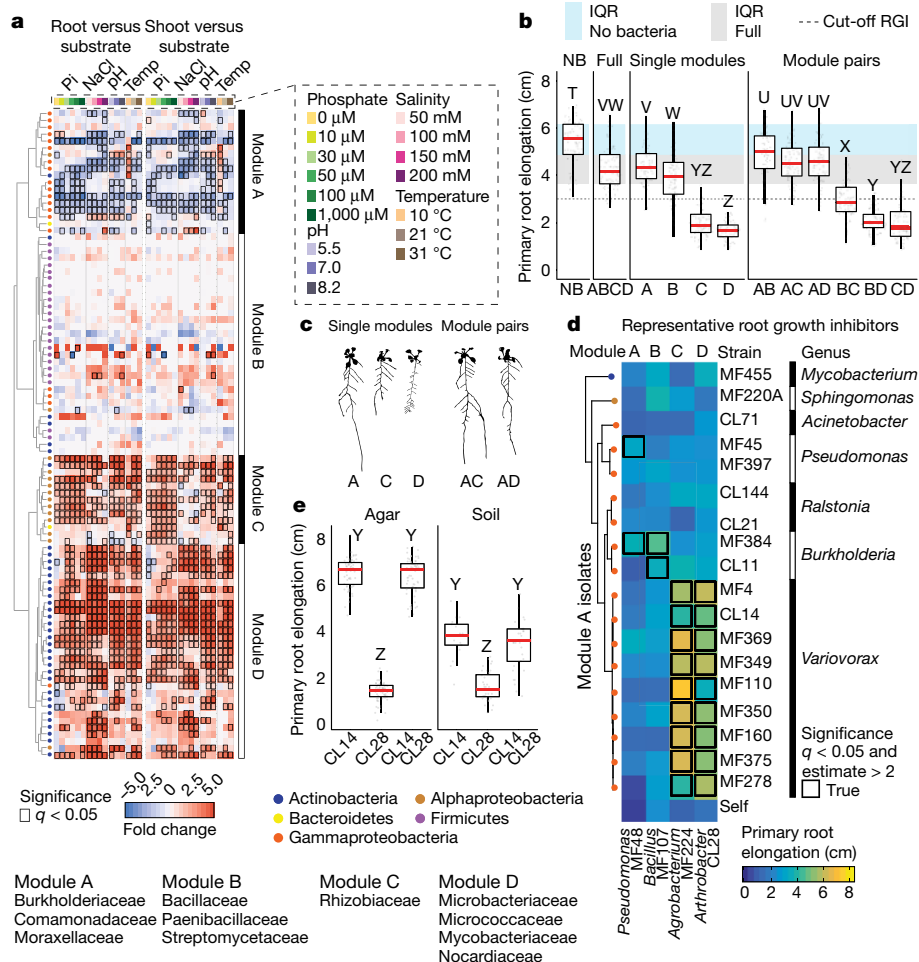 a
Root versus substrate
Shoot versus substrate
Pi
NaCl
pH
Temp
Pi
NaCl
pH
Temp
Module A
Module B
Module C
Module D
Significance
q < 0.05
−5.0
2.5
0
2.5
5.0
Fold change
Phosphate
0 μM
10 μM
30 μM
50 μM
100 μM
1,000 μM
pH
5.5
7.0
8.2
Salinity
50 mM
100 mM
150 mM
200 mM
Temperature
10 °C
21 °C
31 °C
b
IQR
No bacteria
IQR
Full
Cut-off RGI
NB
Full
Single modules
Module pairs
Primary root elongation (cm)
8
6
4
2
0
T
VW
V
W
YZ
Z
U
UV
UV
X
Y
YZ
NB
ABCD
A
B
C
D
AB
AC
AD
BC
BD
CD
c
Single modules
Module pairs
A
C
D
AC
AD
d
Representative root growth inhibitors
Module A B C D Strain
Genus
Module A isolates
MF455
MF220A
CL71
MF45
MF397
CL144
CL21
MF384
CL11
MF4
CL14
MF369
MF349
MF110
MF350
MF160
MF375
MF278
Self
Mycobacterium
Sphingomonas
Acinetobacter
Pseudomonas
Ralstonia
Burkholderia
Variovorax
Significance
q < 0.05 and
estimate > 2
True
Pseudomonas
MF48
Bacillus
MF107
Agrobacterium
MF224
Arthrobacter
CL28
Primary root
elongation (cm)
0 2 4 6 8
e
Agar
Soil
Primary root elongation (cm)
8
6
4
2
0
Y
Z
Y
Y
Z
Y
CL14
CL28
CL14
CL28
CL14
CL28
CL14
CL28
Actinobacteria
Bacteroidetes
Gammaproteobacteria
Alphaproteobacteria
Firmicutes
Module A
Burkholderiaceae
Comamonadaceae
Moraxellaceae
Module B
Bacillaceae
Paenibacillaceae
Streptomycetaceae
Module C
Rhizobiaceae
Module D
Microbacteriaceae
Micrococcaceae
Mycobacteriaceae
Nocardiaceae